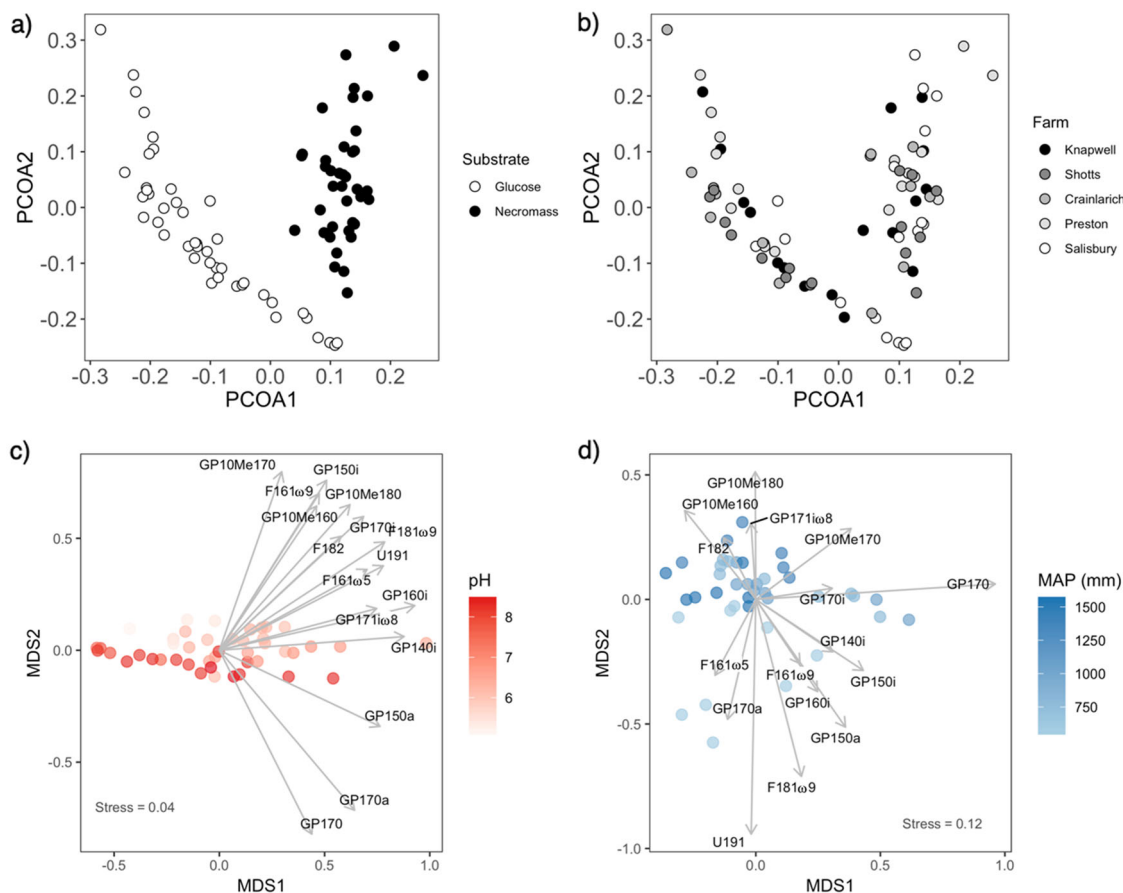 a)
0.3
0.2
0.1
0.0
-0.1
-0.2
PCOA2
-0.3
-0.2
-0.1
0.0
0.1
0.2
PCOA1
Substrate
Glucose
Necromass
b)
0.3
0.2
0.1
0.0
-0.1
-0.2
PCOA2
-0.3
-0.2
-0.1
0.0
0.1
0.2
PCOA1
Farm
Knapwell
Shotts
Crainlarich
Preston
Salisbury
c)
0.5
0.0
-0.5
MDS2
GP10Me170
GP150i
F161ω9
GP10Me180
GP10Me160
GP170i
F181ω9
F182
U191
F161ω5
GP160i
GP171iω8
GP140i
GP150a
GP170a
GP170
Stress = 0.04
-0.5
0.0
0.5
1.0
MDS1
pH
8
7
6
d)
0.5
0.0
-0.5
-1.0
MDS2
GP10Me180
GP10Me160
GP171iω8
GP10Me170
F182
GP170
GP170i
GP140i
F161ω5
F161ω9
GP150i
GP160i
GP170a
GP150a
F181ω9
U191
Stress = 0.12
0.0
0.5
1.0
MDS1
MAP (mm)
1500
1250
1000
750